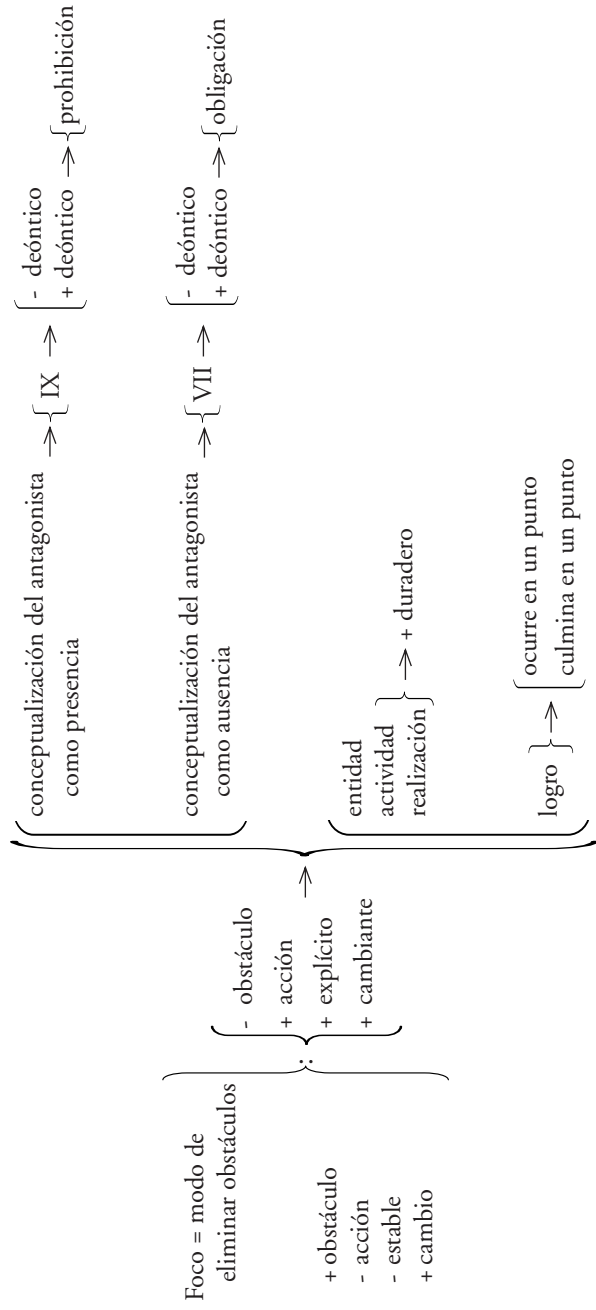 Foco = modo de
eliminar obstáculos
+ obstáculo
- acción
- estable
+ cambio
:
- obstáculo
+ acción
+ explícito
+ cambiante
conceptualización del antagonista
como presencia
IX
- deóntico
+ deóntico
prohibición
conceptualización del antagonista
como ausencia
VII
- deóntico
+ deóntico
obligación
entidad
actividad
realización
+ duradero
logro
ocurre en un punto
culmina en un punto